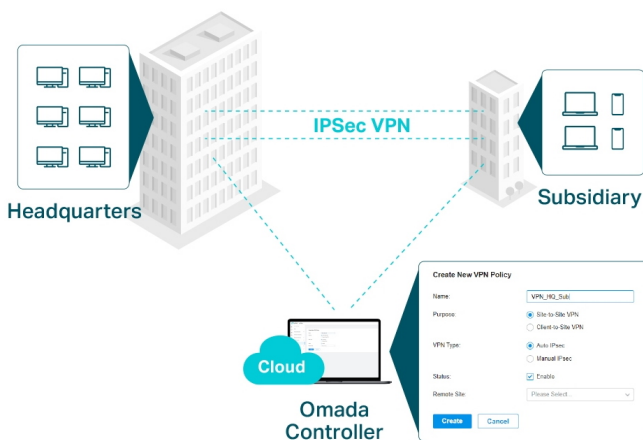 IPSec VPN
Headquarters
Subsidiary
Cloud
Omada
Controller
Create New VPN Policy
Name: VPN_HQ_Sub
Purpose: Site-to-Site VPN
Client-to-Site VPN
VPN Type: Auto IPsec
Manual IPsec
Status: Enable
Remote Site Please Select...
Create Cancel